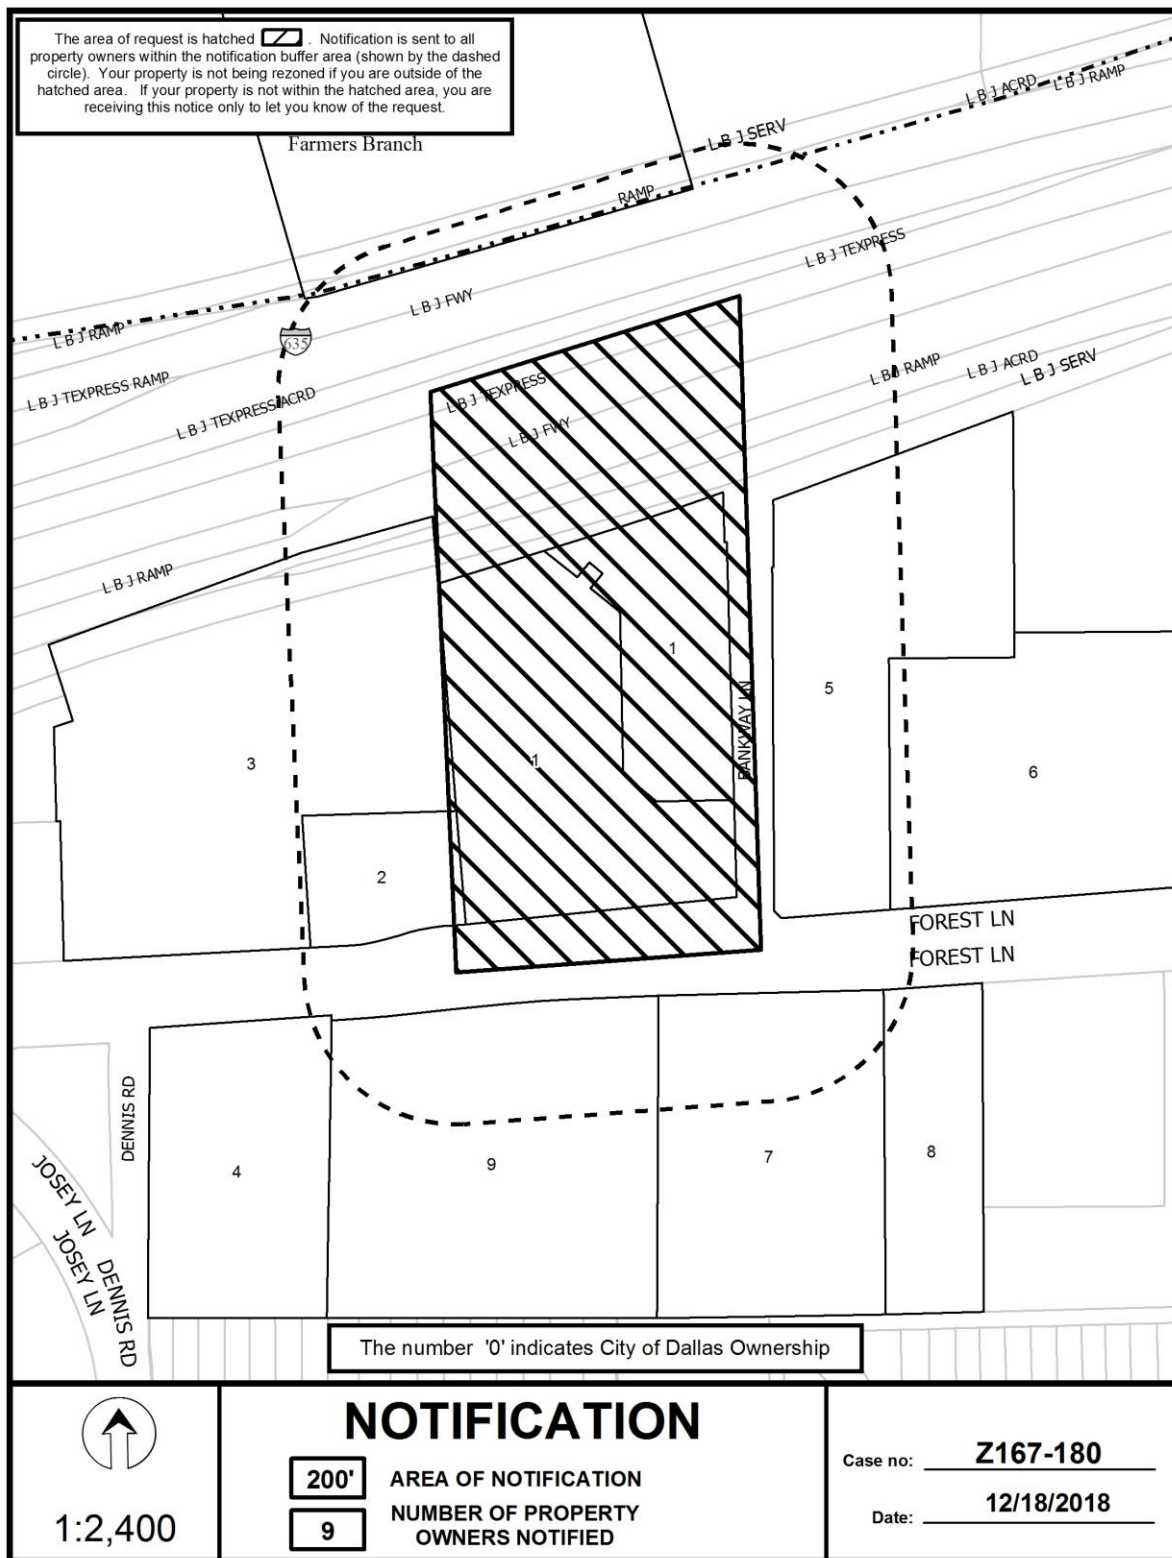 The area of request is hatched . Notification is sent to all
property owners within the notification buffer area (shown by the dashed
circle). Your property is not being rezoned if you are outside of the
hatched area. If your property is not within the hatched area, you are
receiving this notice only to let you know of the request.
Farmers Branch
L B J SERV
L B J ACRD
L B J RAMP
RAMP
L B J TEXPRESS
L B J FWY
L B J RAMP
635
L B J TEXPRESS RAMP
L B J TEXPRESS ACRD
L B J TEXPRESS
L B J FWY
L B J RAMP
L B J ACRD
L B J SERV
L B J RAMP
1
5
BANKWAY LN
3
1
6
2
FOREST LN
FOREST LN
DENNIS RD
4
9
7
8
JOSEY LN
JOSEY LN
DENNIS RD
The number '0' indicates City of Dallas Ownership
1:2,400
NOTIFICATION
200' AREA OF NOTIFICATION
9 NUMBER OF PROPERTY
OWNERS NOTIFIED
Case no: Z167-180
Date: 12/18/2018